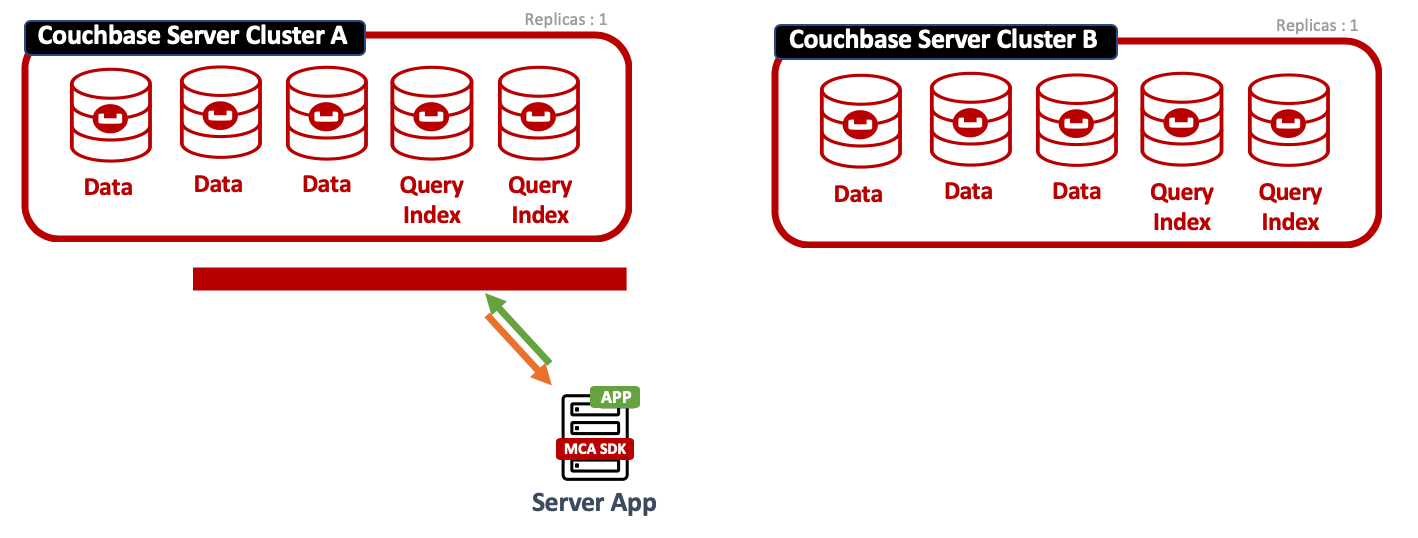 Replicas : 1
Couchbase Server Cluster A
Data
Data
Data
Query
Index
Query
Index
Replicas : 1
Couchbase Server Cluster B
Data
Data
Data
Query
Index
Query
Index
APP
MCA SDK
Server App